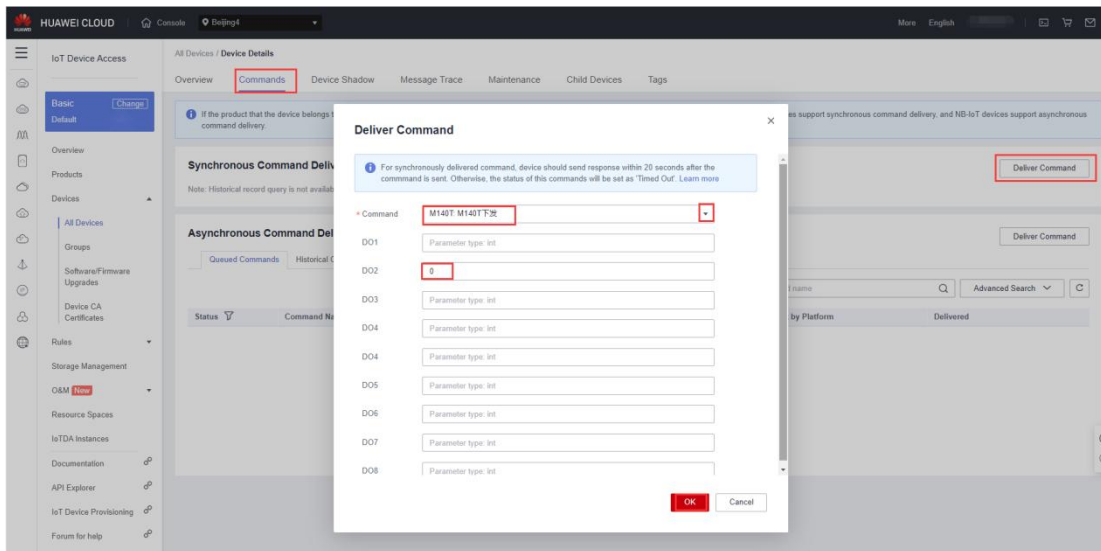 HUAWEI
HUAWEI CLOUD
Console
Beijing4
More
English
IoT Device Access
Basic
Change
Default
Overview
Products
Devices
All Devices
Groups
Software/Firmware
Upgrades
Device CA
Certificates
Rules
Storage Management
O&M New
Resource Spaces
IoTDA Instances
Documentation
API Explorer
IoT Device Provisioning
Forum for help
All Devices / Device Details
Overview
Commands
Device Shadow
Message Trace
Maintenance
Child Devices
Tags
If the product that the device belongs t
es support synchronous command delivery, and NB-IoT devices support asynchronous
command delivery.
Synchronous Command Deliv
Deliver Command
Note: Historical record query is not availab
Asynchronous Command Del
Deliver Command
Queued Commands
Historical C
d name
Advanced Search
Status
Command Na
by Platform
Delivered
Deliver Command
For synchronously delivered command, device should send response within 20 seconds after the
commmand is sent. Otherwise, the status of this commands will be set as 'Timed Out'. Learn more
* Command
M140T: M140T下发
DO1
Parameter type: int
DO2
0
DO3
Parameter type: int
DO4
Parameter type: int
DO4
Parameter type: int
DO5
Parameter type: int
DO6
Parameter type: int
DO7
Parameter type: int
DO8
Parameter type: int
OK
Cancel